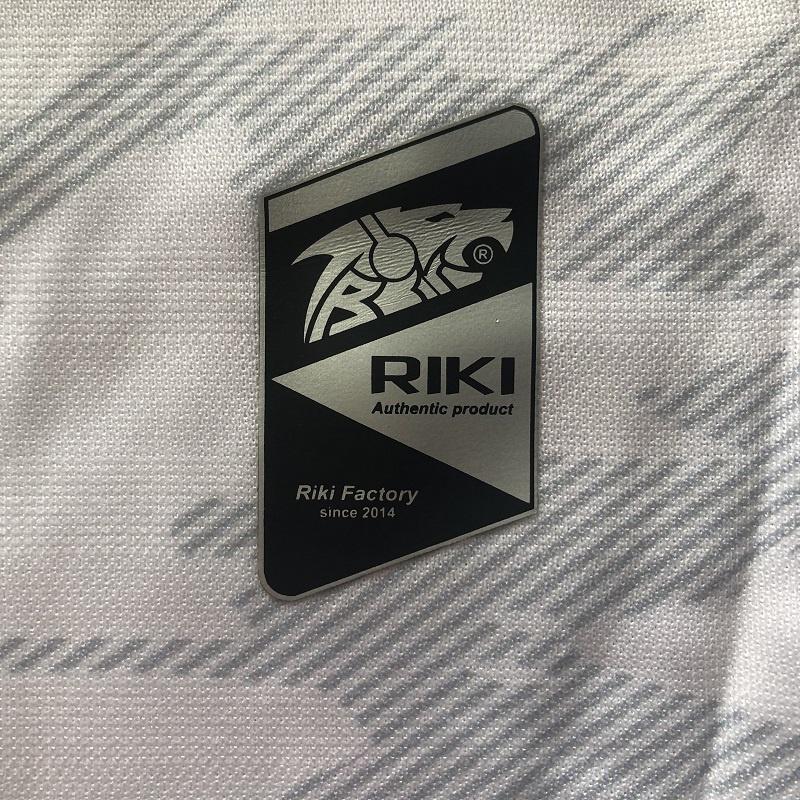 ®
RIKI
Authentic product
Riki Factory
since 2014